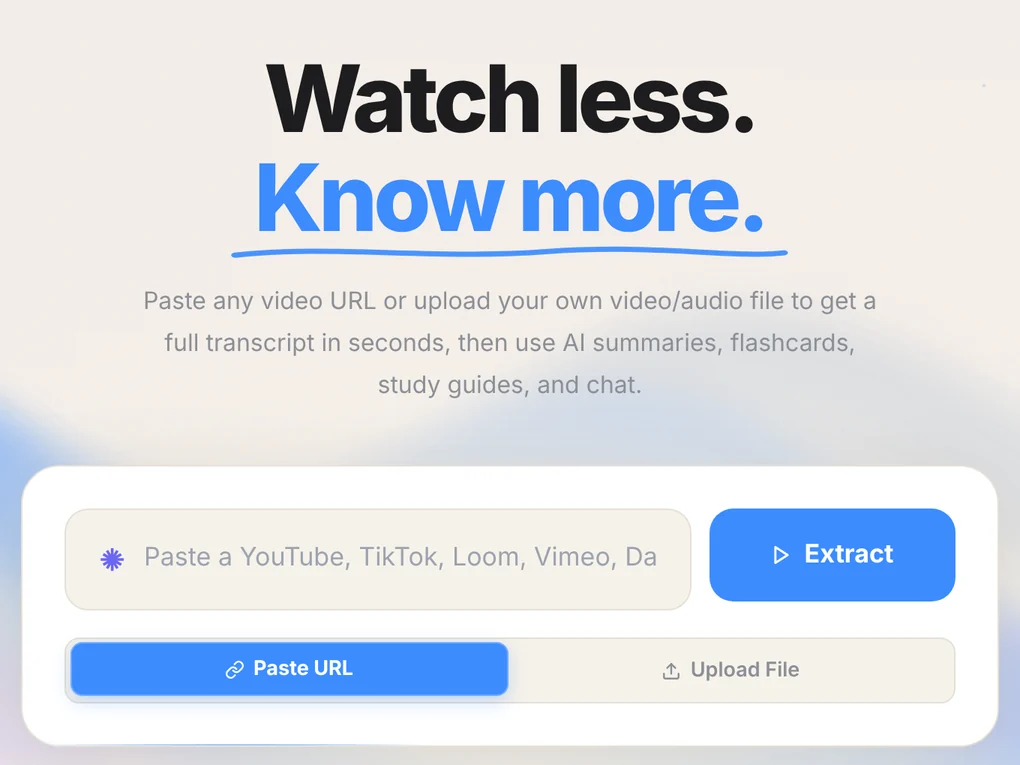 Watch less.
Know more.
Paste any video URL or upload your own video/audio file to get a
full transcript in seconds, then use AI summaries, flashcards,
study guides, and chat.
Paste a YouTube, TikTok, Loom, Vimeo, Da
Extract
Paste URL
Upload File